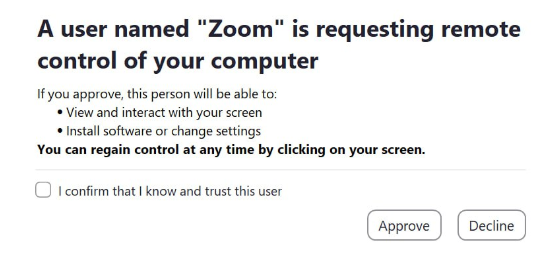 A user named "Zoom" is requesting remote
control of your computer
If you approve, this person will be able to:
• View and interact with your screen
• Install software or change settings
You can regain control at any time by clicking on your screen.
I confirm that I know and trust this user
Approve Decline